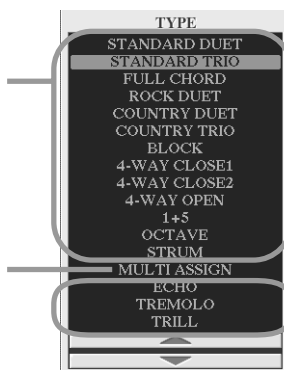 TYPE
STANDARD DUET
STANDARD TRIO
FULL CHORD
ROCK DUET
COUNTRY DUET
COUNTRY TRIO
BLOCK
4-WAY CLOSE1
4-WAY CLOSE2
4-WAY OPEN
1+5
OCTAVE
STRUM
MULTI ASSIGN
ECHO
TREMOLO
TRILL